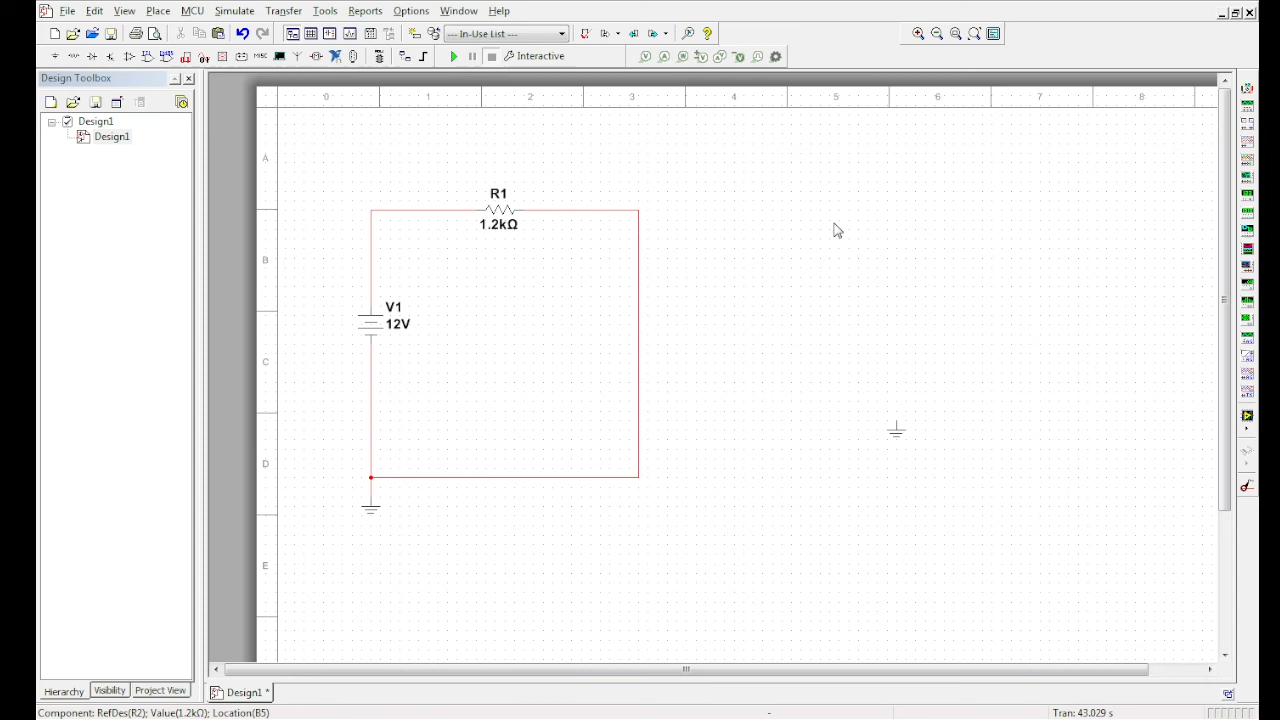 File Edit View Place MCU Simulate Transfer Tools Reports Options Window Help
--- In-Use List ---
MISC
Interactive
Design Toolbox
Design1
Design1
0 1 2 3 4 5 6 7 8
A
B
C
D
E
R1
1.2kΩ
V1
12V
Hierarchy Visibility Project View
Design1 *
Component: RefDes(R2); Value(1.2kΩ); Location(B5)
-
Tran: 43.029 s